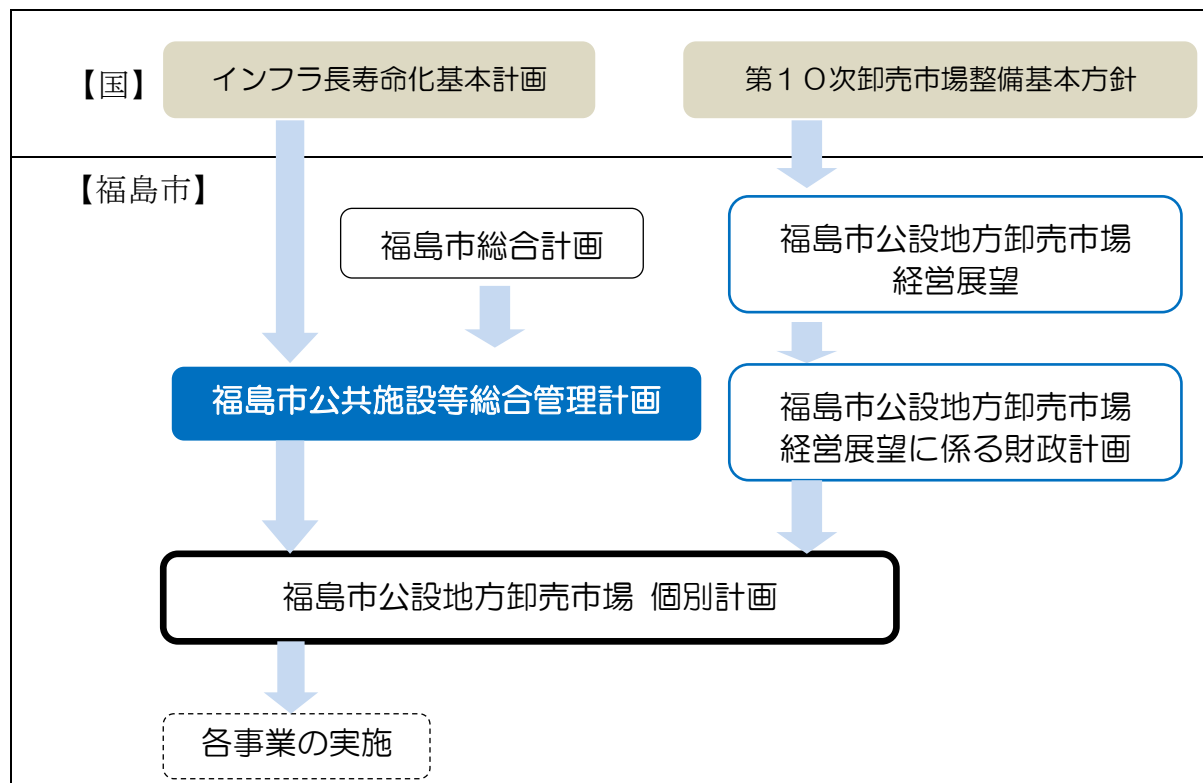 【国】
インフラ長寿命化基本計画
第１０次卸売市場整備基本方針
【福島市】
福島市総合計画
福島市公設地方卸売市場
経営展望
福島市公共施設等総合管理計画
福島市公設地方卸売市場
経営展望に係る財政計画
福島市公設地方卸売市場 個別計画
各事業の実施